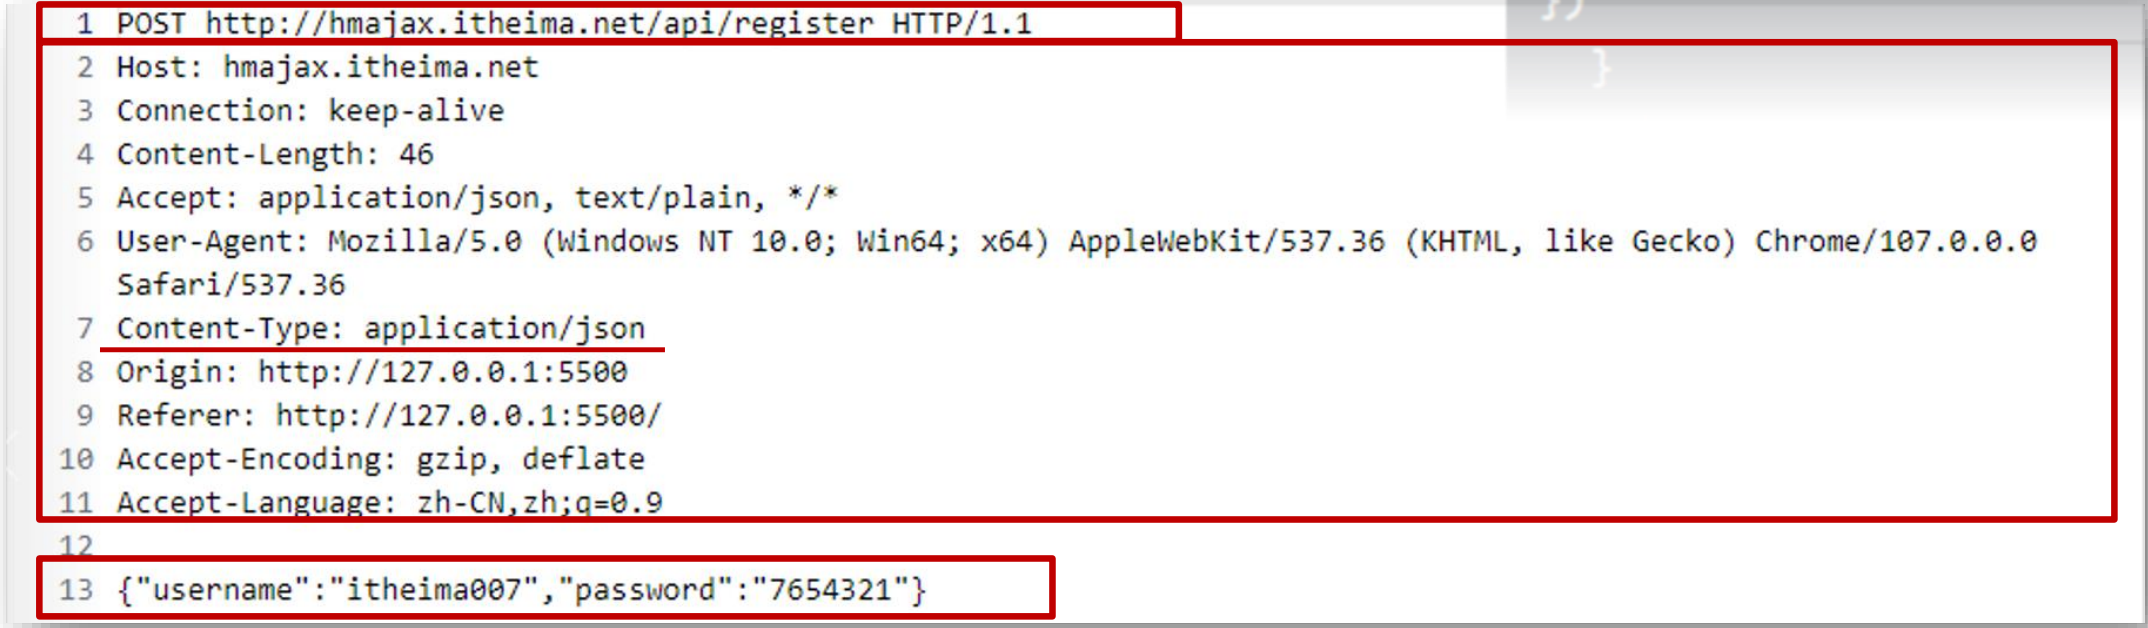 1 POST http://hmajax.itheima.net/api/register HTTP/1.1
2 Host: hmajax.itheima.net
3 Connection: keep-alive
4 Content-Length: 46
5 Accept: application/json, text/plain, */*
6 User-Agent: Mozilla/5.0 (Windows NT 10.0; Win64; x64) AppleWebKit/537.36 (KHTML, like Gecko) Chrome/107.0.0.0
Safari/537.36
7 Content-Type: application/json
8 Origin: http://127.0.0.1:5500
9 Referer: http://127.0.0.1:5500/
10 Accept-Encoding: gzip, deflate
11 Accept-Language: zh-CN,zh;q=0.9
12
13 {"username":"itheima007","password":"7654321"}
})
}